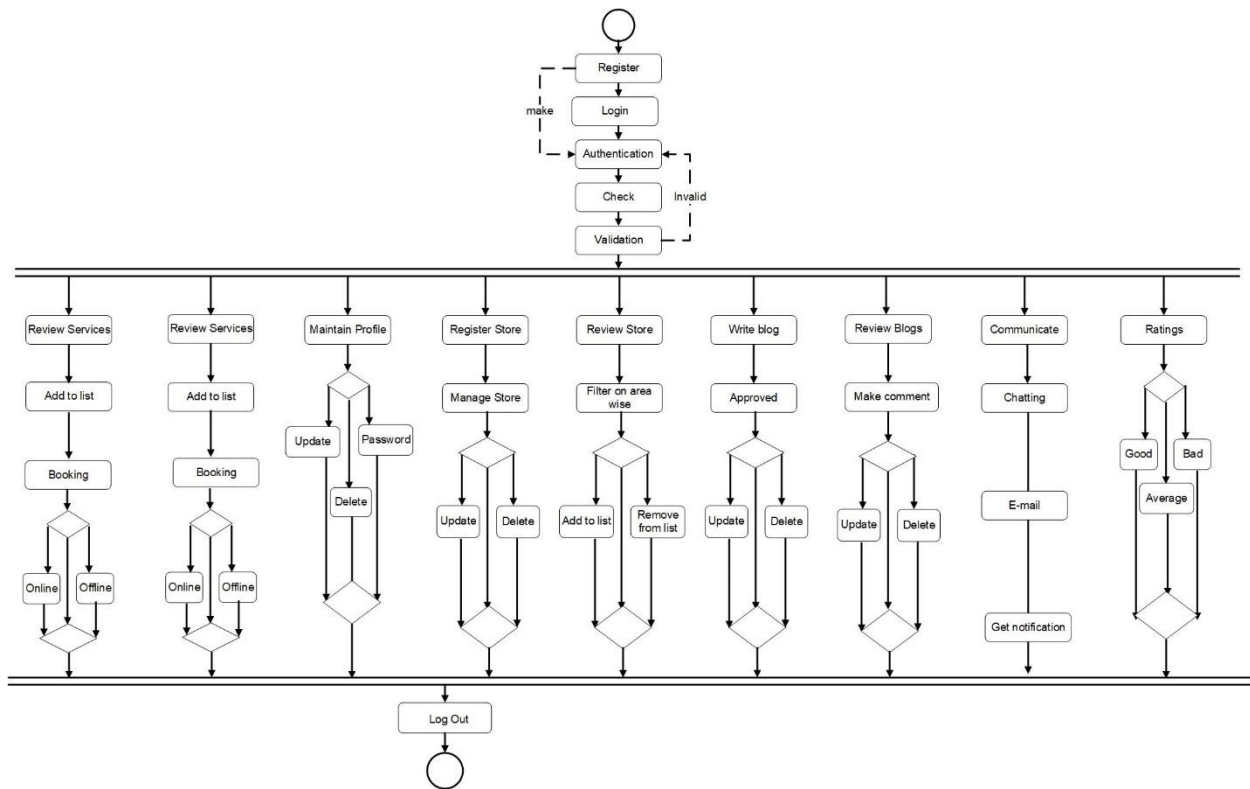 Register
make
Login
Authentication
Check
Invalid
Validation
Review Services
Review Services
Maintain Profile
Register Store
Review Store
Write blog
Review Blogs
Communicate
Ratings
Add to list
Add to list
Manage Store
Filter on area
wise
Approved
Make comment
Chatting
Update
Password
Good
Bad
Booking
Booking
Delete
Average
E-mail
Update
Delete
Add to list
Remove
from list
Update
Delete
Update
Delete
Online
Offline
Online
Offline
Get notification
Log Out